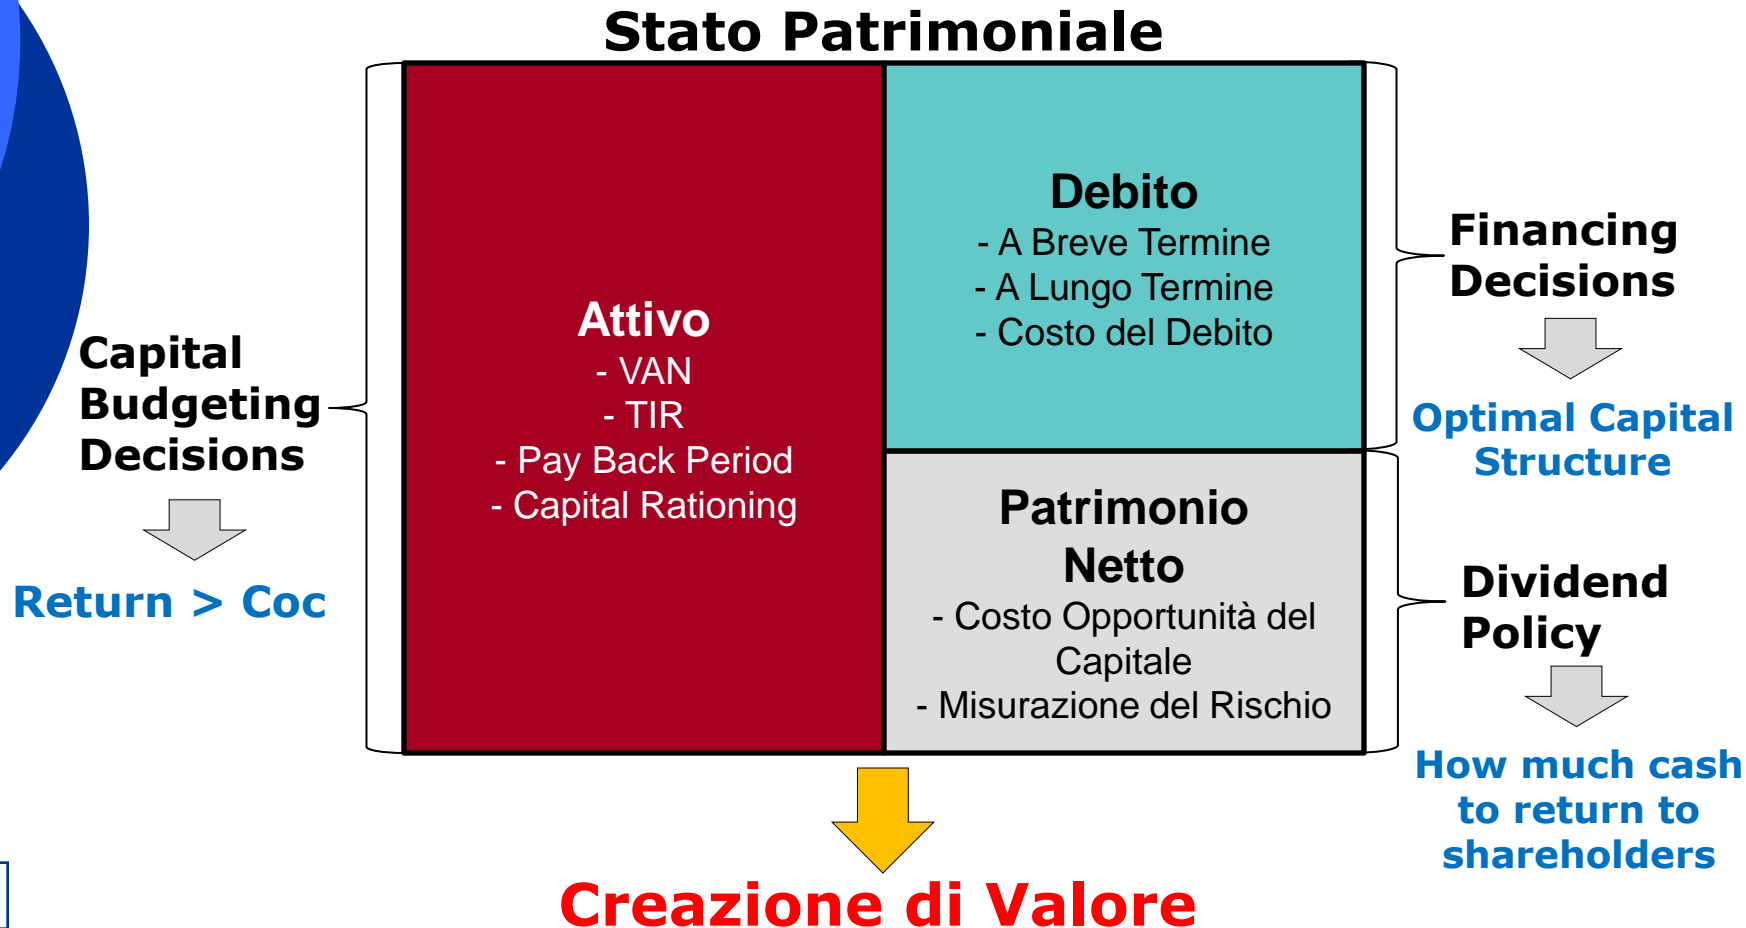 Stato Patrimoniale
Capital
Budgeting
Decisions
Return > Coc
Attivo
- VAN
- TIR
- Pay Back Period
- Capital Rationing
Debito
- A Breve Termine
- A Lungo Termine
- Costo del Debito
Patrimonio
Netto
- Costo Opportunità del
Capitale
- Misurazione del Rischio
Financing
Decisions
Optimal Capital
Structure
Dividend
Policy
How much cash
to return to
shareholders
Creazione di Valore